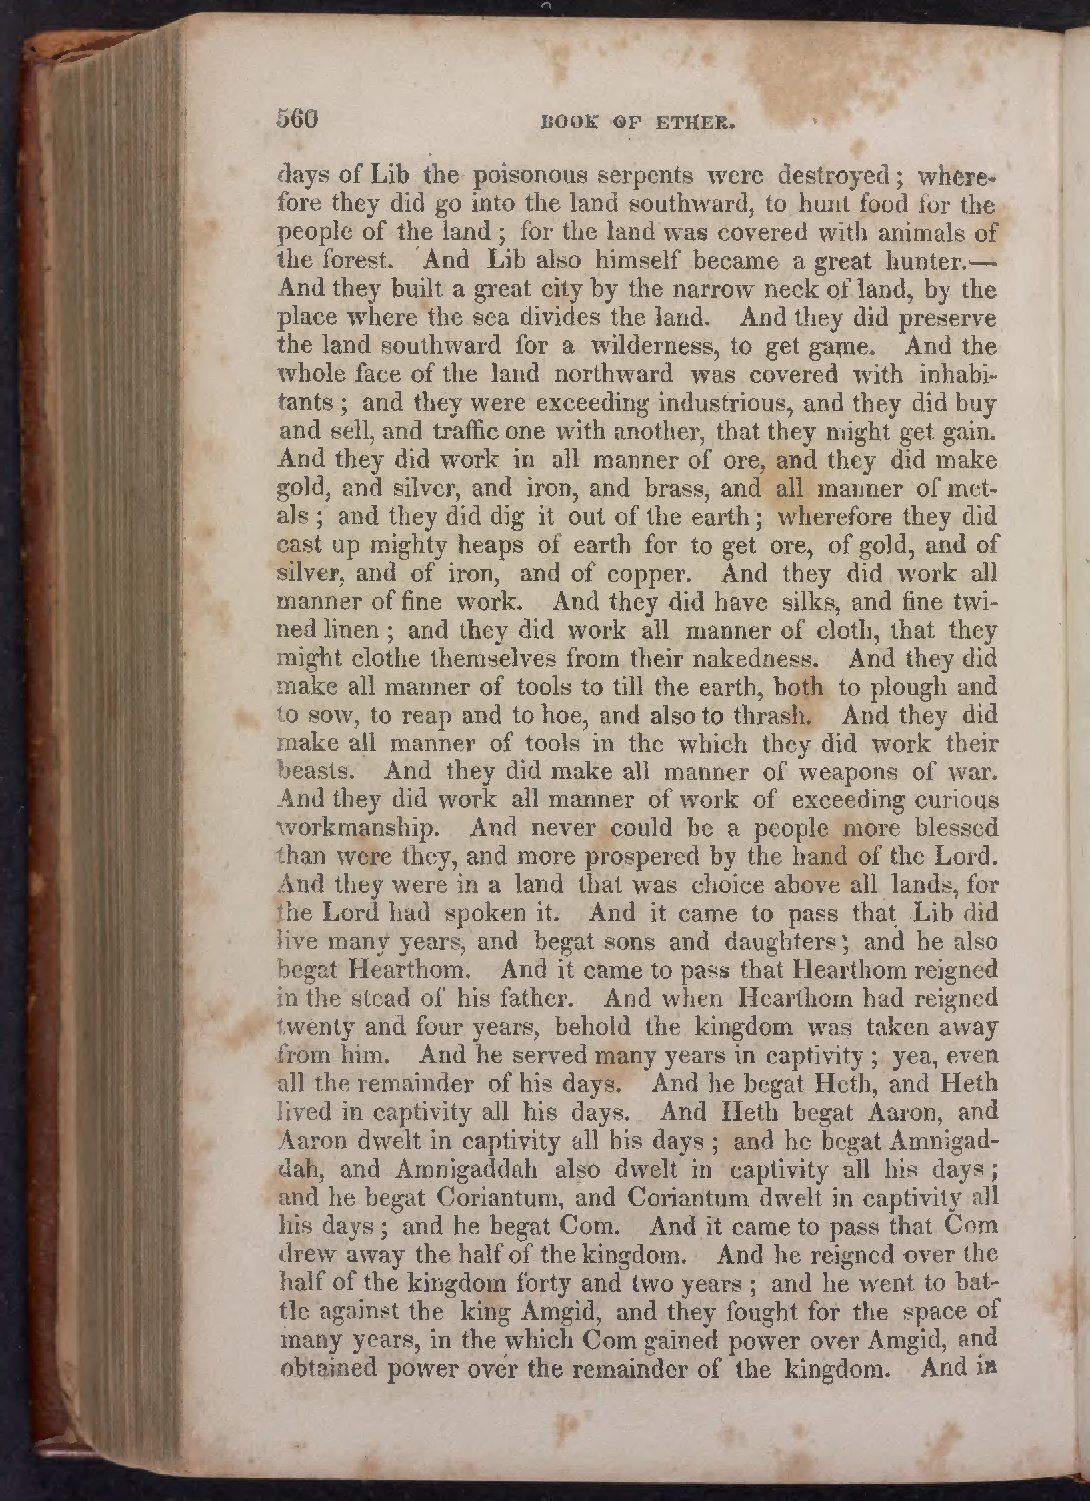 560 BOOK OF ETHER.
days of Lib the poisonous serpents were destroyed; where-
fore they did go into the land southward, to hunt food for the
people of the land; for the land was covered with animals of
the forest. And Lib also himself became a great hunter.—
And they built a great city by the narrow neck of land, by the
place where the sea divides the land. And they did preserve
the land southward for a wilderness, to get game. And the
whole face of the land northward was covered with inhabi-
tants; and they were exceeding industrious, and they did buy
and sell, and traffic one with another, that they might get gain.
And they did work in all manner of ore, and they did make
gold, and silver, and iron, and brass, and all manner of met-
als; and they did dig it out of the earth; wherefore they did
cast up mighty heaps of earth for to get ore, of gold, and of
silver, and of iron, and of copper. And they did work all
manner of fine work. And they did have silks, and fine twi-
ned linen; and they did work all manner of cloth, that they
might clothe themselves from their nakedness. And they did
make all manner of tools to till the earth, both to plough and
to sow, to reap and to hoe, and also to thrash. And they did
make all manner of tools in the which they did work their
beasts. And they did make all manner of weapons of war.
And they did work all manner of work of exceeding curious
workmanship. And never could be a people more blessed
than were they, and more prospered by the hand of the Lord.
And they were in a land that was choice above all lands, for
the Lord had spoken it. And it came to pass that Lib did
live many years, and begat sons and daughters; and he also
begat Hearthom. And it came to pass that Hearthom reigned
in the stead of his father. And when Hearthom had reigned
twenty and four years, behold the kingdom was taken away
from him. And he served many years in captivity; yea, even
all the remainder of his days. And he begat Heth, and Heth
lived in captivity all his days. And Heth begat Aaron, and
Aaron dwelt in captivity all his days; and he begat Amnigad-
dah, and Amnigaddah also dwelt in captivity all his days;
and he begat Coriantum, and Coriantum dwelt in captivity all
his days; and he begat Com. And it came to pass that Com
drew away the half of the kingdom. And he reigned over the
half of the kingdom forty and two years; and he went to bat-
tle against the king Amgid, and they fought for the space of
many years, in the which Com gained power over Amgid, and
obtained power over the remainder of the kingdom. And in